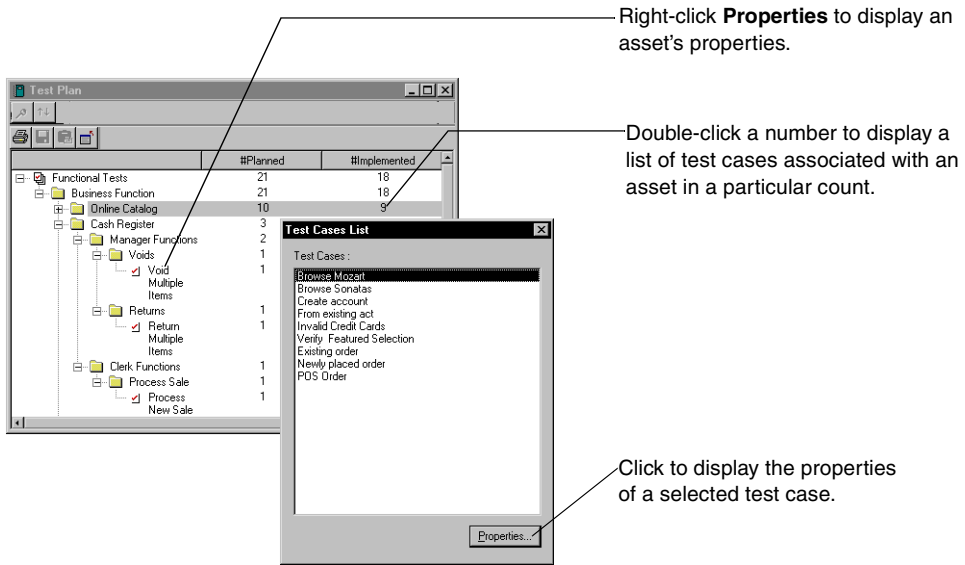 Right-click Properties to display an
asset's properties.
Test Plan
Double-click a number to display a
list of test cases associated with an
asset in a particular count.
#Planned #Implemented
Functional Tests 21 18
Business Function 21 18
Online Catalog 10 9
Cash Register 3
Manager Functions 2
Voids 1
Void 1
Multiple
Items
Returns 1
Return 1
Multiple
Items
Clerk Functions 1
Process Sale 1
Process 1
New Sale
Test Cases List
Test Cases :
Browse Mozart
Browse Sonatas
Create account
From existing act
Invalid Credit Cards
Verify Featured Selection
Existing order
Newly placed order
POS Order
Properties...
Click to display the properties
of a selected test case.